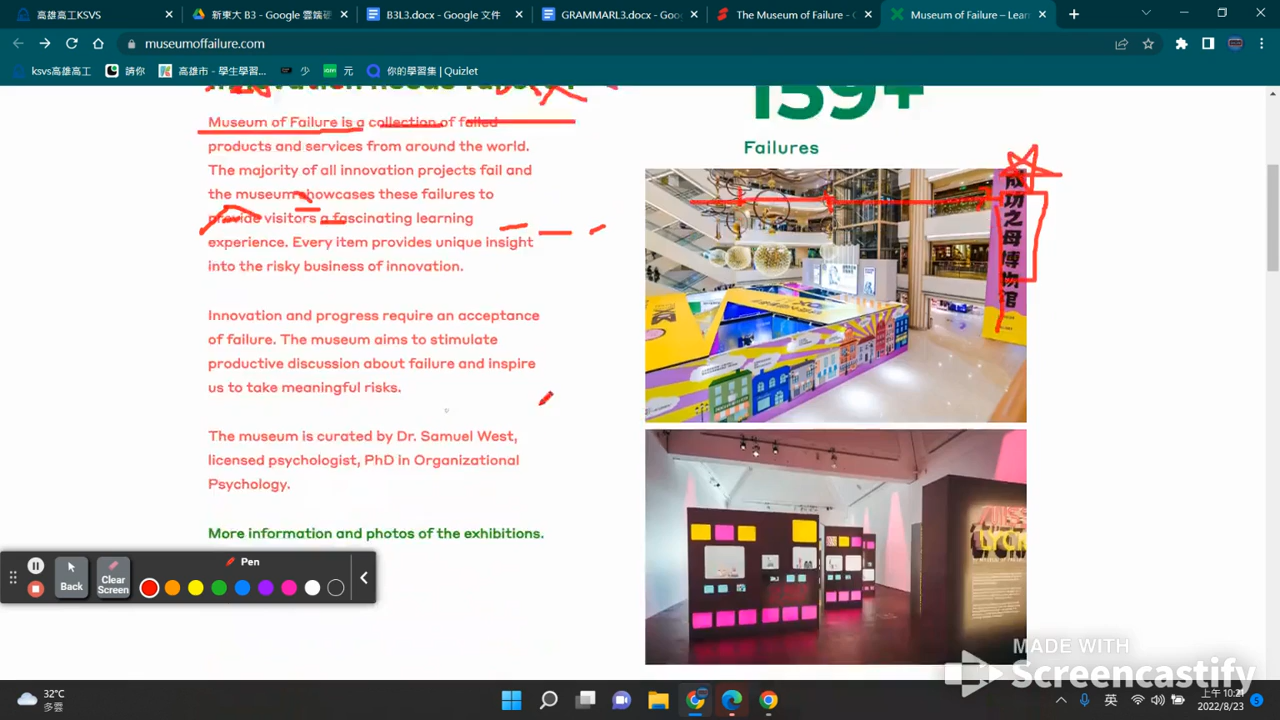 高雄高工KSVS
新東大 B3 - Google 雲端硬
B3L3.docx - Google 文件
GRAMMARL3.docx - Goog
The Museum of Failure - G
Museum of Failure – Learn
museumoffailure.com
ksvs高雄高工
請你
高雄市 - 學生學習...
少
元
你的學習集 | Quizlet
Museum of Failure is a collection of failed
products and services from around the world.
The majority of all innovation projects fail and
the museum showcases these failures to
provide visitors a fascinating learning
experience. Every item provides unique insight
into the risky business of innovation.
Innovation and progress require an acceptance
of failure. The museum aims to stimulate
productive discussion about failure and inspire
us to take meaningful risks.
The museum is curated by Dr. Samuel West,
licensed psychologist, PhD in Organizational
Psychology.
More information and photos of the exhibitions.
159+
Failures
成功之母博物館
Pen
Back
Clear
Screen
MADE WITH
Screencastify
32°C
多雲
英
上午 10:21
2022/8/23
5